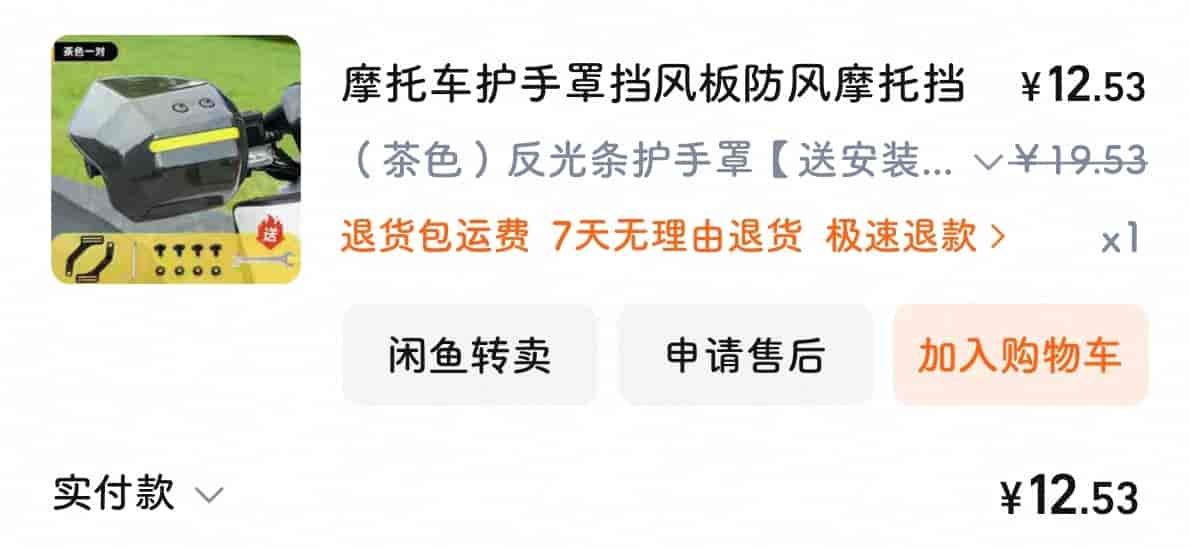 茶色一对
摩托车护手罩挡风板防风摩托挡 ¥12.53
（茶色）反光条护手罩【送安装... ¥19.53
送
退货包运费 7天无理由退货 极速退款 x1
闲鱼转卖 申请售后 加入购物车
实付款 ¥12.53